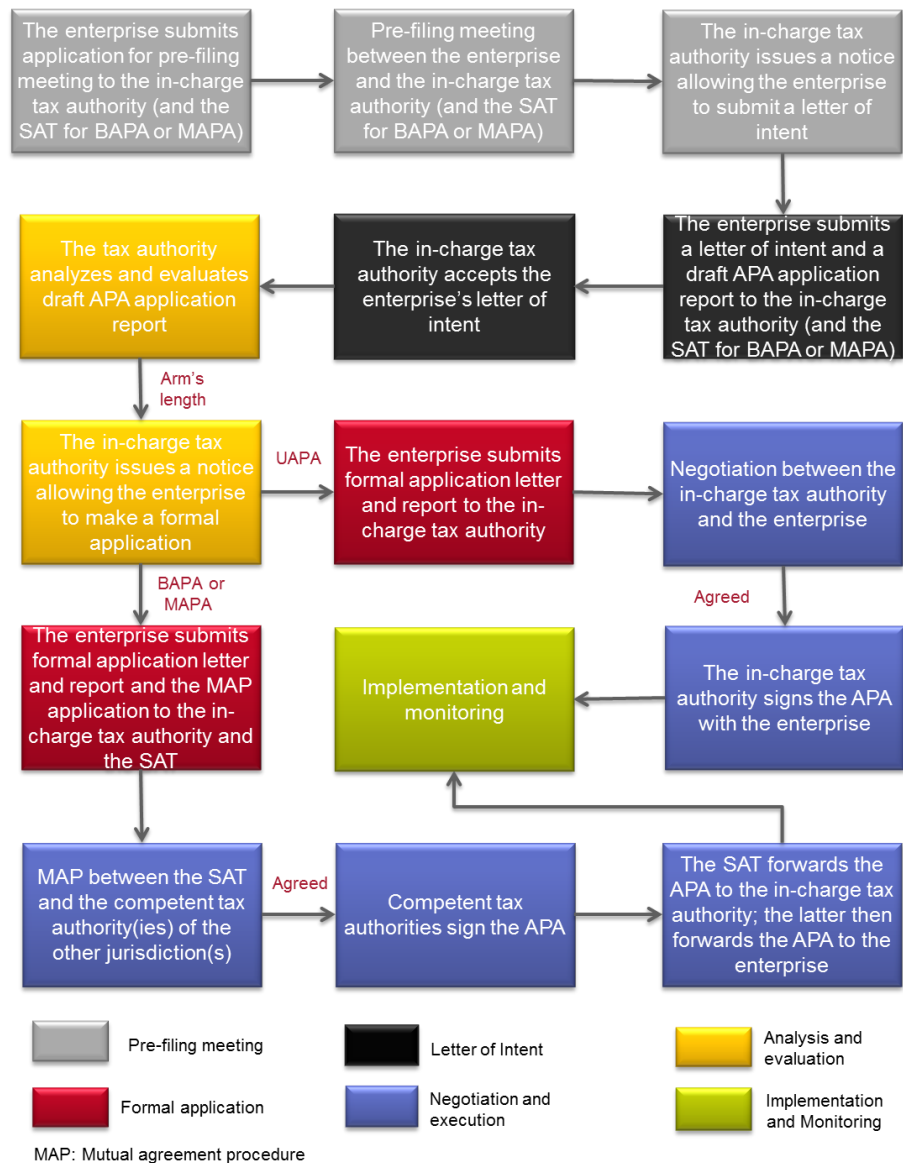 The enterprise submits
application for pre-filing
meeting to the in-charge
tax authority (and the
SAT for BAPA or MAPA)
Pre-filing meeting
between the enterprise
and the in-charge tax
authority (and the SAT
for BAPA or MAPA)
The in-charge tax
authority issues a notice
allowing the enterprise
to submit a letter of
intent
The tax authority
analyzes and evaluates
draft APA application
report
The in-charge tax
authority accepts the
enterprise's letter of
intent
The enterprise submits
a letter of intent and a
draft APA application
report to the in-charge
tax authority (and the
SAT for BAPA or MAPA)
Arm's
length
The in-charge tax
authority issues a notice
allowing the enterprise
to make a formal
application
UAPA
The enterprise submits
formal application letter
and report to the in-
charge tax authority
Negotiation between the
in-charge tax authority
and the enterprise
BAPA or
MAPA
Agreed
The enterprise submits
formal application letter
and report and the MAP
application to the in-
charge tax authority and
the SAT
Implementation and
monitoring
The in-charge tax
authority signs the APA
with the enterprise
MAP between the SAT
and the competent tax
authority(ies) of the
other jurisdiction(s)
Agreed
Competent tax
authorities sign the APA
The SAT forwards the
APA to the in-charge tax
authority; the latter then
forwards the APA to the
enterprise
Pre-filing meeting
Letter of Intent
Analysis and
evaluation
Formal application
Negotiation and
execution
Implementation
and Monitoring
MAP: Mutual agreement procedure